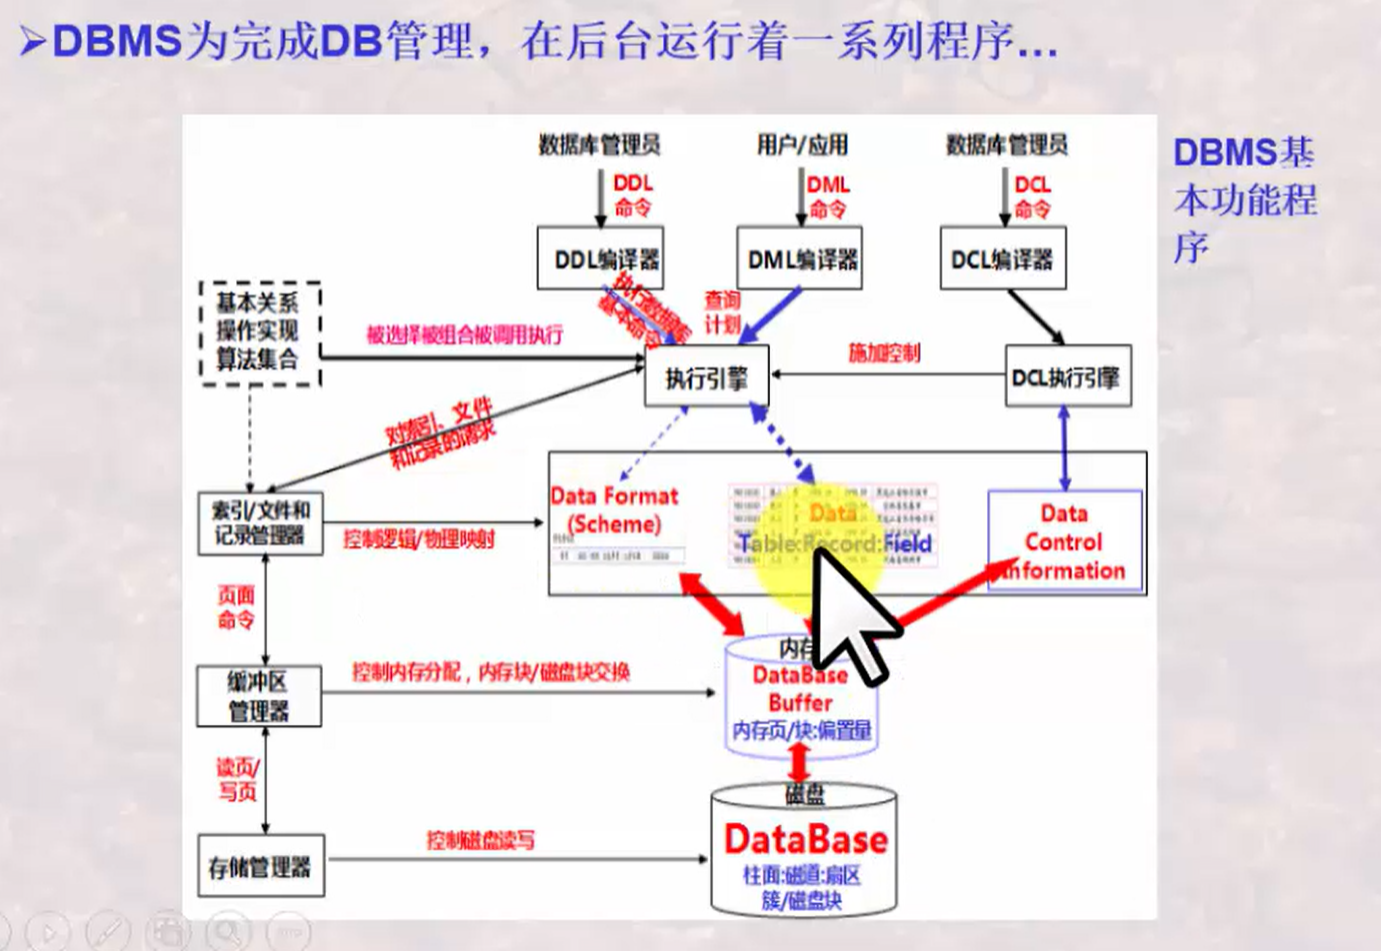 ➢DBMS为完成DB管理，在后台运行着一系列程序…
DBMS基
本功能程
序
数据库管理员
用户/应用
数据库管理员
DDL
命令
DML
命令
DCL
命令
DDL编译器
DML编译器
DCL编译器
执行数据库
基本命令
查询
计划
基本关系
操作实现
算法集合
被选择被组合被调用执行
执行引擎
施加控制
DCL执行引擎
对索引、文件
和记录的请求
索引/文件和
记录管理器
控制逻辑/物理映射
Data Format
(Scheme)
Data
Table:Record:Field
Data
Control
Information
页面
命令
缓冲区
管理器
控制内存分配，内存块/磁盘块交换
内存
DataBase
Buffer
内存页/块:偏置量
读页/
写页
存储管理器
控制磁盘读写
磁盘
DataBase
柱面:磁道:扇区
簇/磁盘块